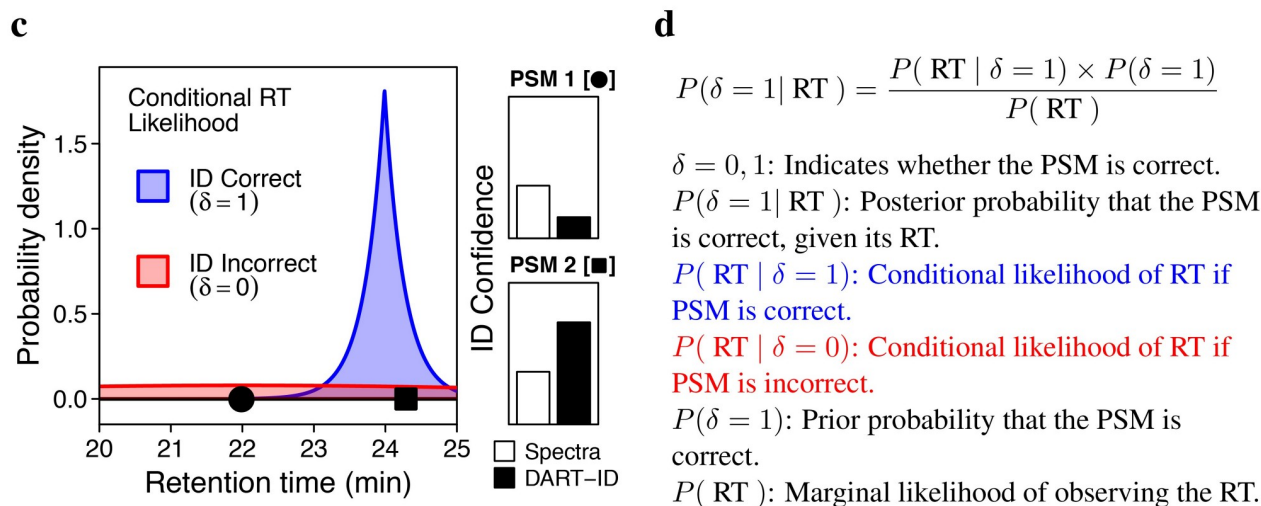 c
Conditional RT
Likelihood
ID Correct
(δ = 1)
ID Incorrect
(δ = 0)
Probability density
1.5
1.0
0.5
0.0
20 21 22 23 24 25
Retention time (min)
PSM 1 [●]
PSM 2 [■]
ID Confidence
Spectra
DART−ID
d
P(δ = 1| RT ) = P( RT | δ = 1) × P(δ = 1) / P( RT )
δ = 0, 1: Indicates whether the PSM is correct.
P(δ = 1| RT ): Posterior probability that the PSM
is correct, given its RT.
P( RT | δ = 1): Conditional likelihood of RT if
PSM is correct.
P( RT | δ = 0): Conditional likelihood of RT if
PSM is incorrect.
P(δ = 1): Prior probability that the PSM is
correct.
P( RT ): Marginal likelihood of observing the RT.